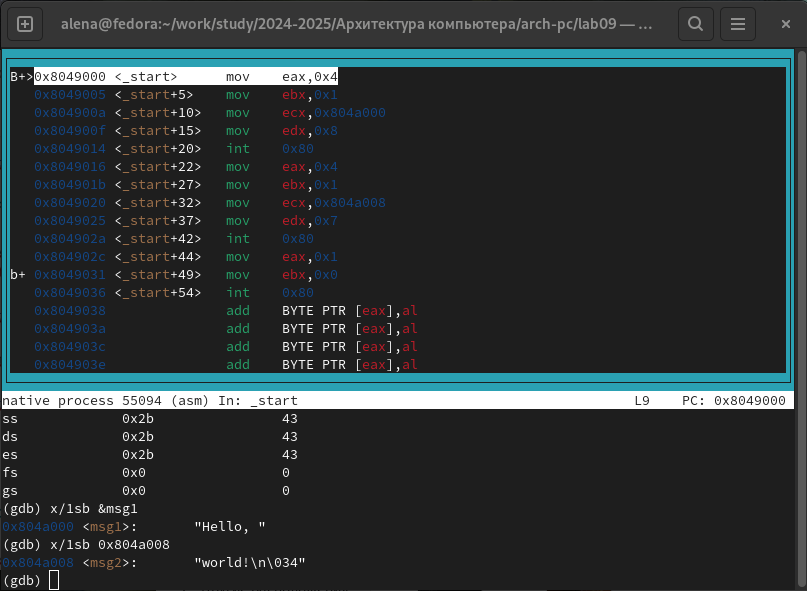 alena@fedora:~/work/study/2024-2025/Архитектура компьютера/arch-pc/lab09 — ...
B+>0x8049000 <_start>      mov    eax,0x4
0x8049005 <_start+5>    mov    ebx,0x1
0x804900a <_start+10>   mov    ecx,0x804a000
0x804900f <_start+15>   mov    edx,0x8
0x8049014 <_start+20>   int    0x80
0x8049016 <_start+22>   mov    eax,0x4
0x804901b <_start+27>   mov    ebx,0x1
0x8049020 <_start+32>   mov    ecx,0x804a008
0x8049025 <_start+37>   mov    edx,0x7
0x804902a <_start+42>   int    0x80
0x804902c <_start+44>   mov    eax,0x1
b+ 0x8049031 <_start+49>   mov    ebx,0x0
0x8049036 <_start+54>   int    0x80
0x8049038               add    BYTE PTR [eax],al
0x804903a               add    BYTE PTR [eax],al
0x804903c               add    BYTE PTR [eax],al
0x804903e               add    BYTE PTR [eax],al
native process 55094 (asm) In: _start                                          L9    PC: 0x8049000
ss             0x2b                43
ds             0x2b                43
es             0x2b                43
fs             0x0                 0
gs             0x0                 0
(gdb) x/1sb &msg1
0x804a000 <msg1>:       "Hello, "
(gdb) x/1sb 0x804a008
0x804a008 <msg2>:       "world!\n\034"
(gdb)